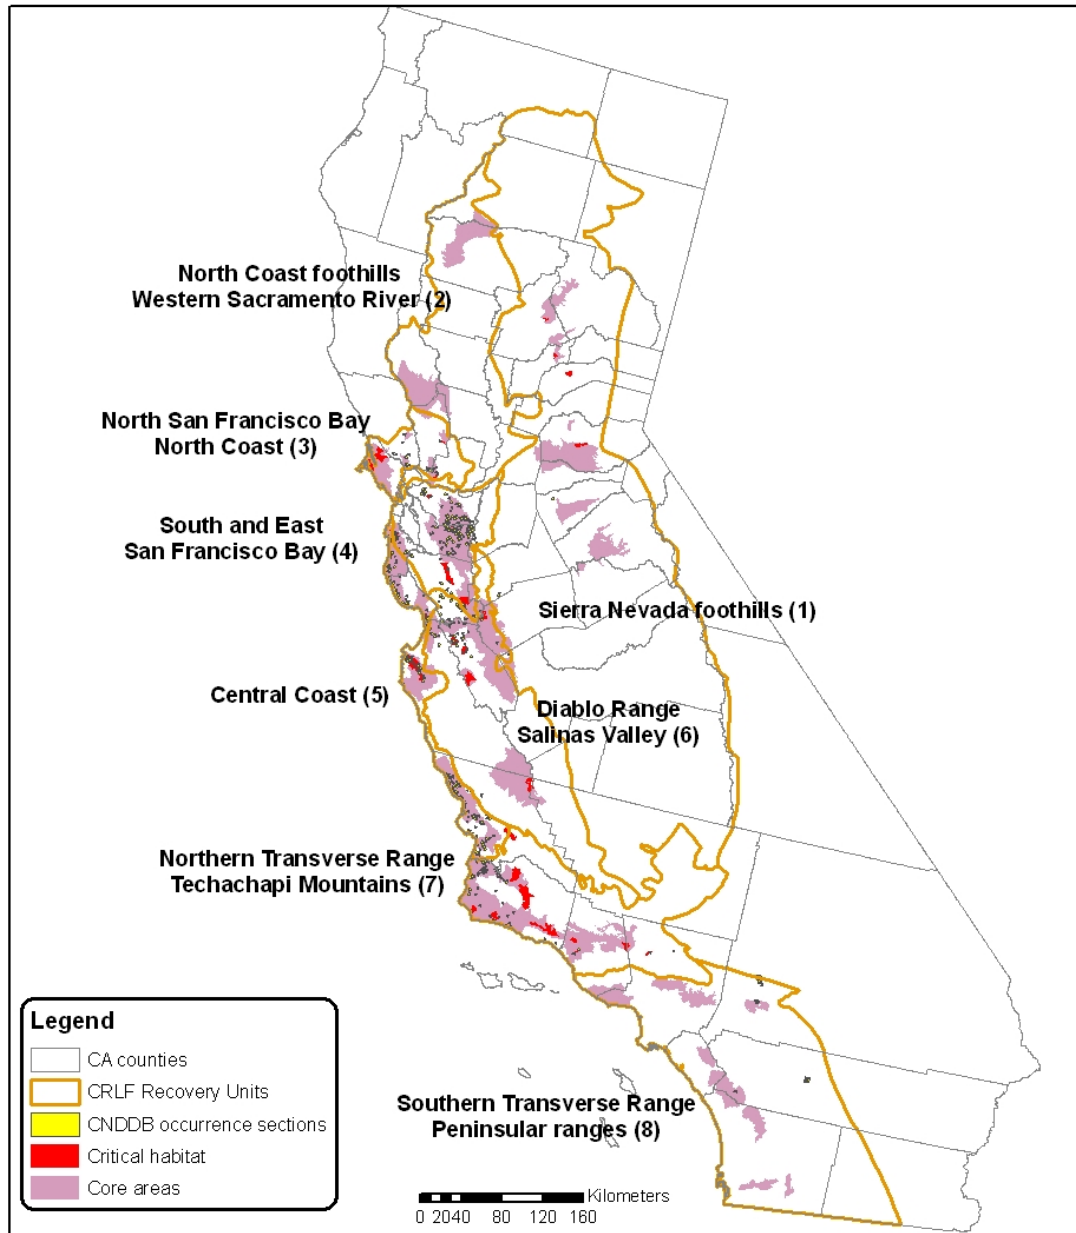 North Coast foothills
Western Sacramento River (2)
North San Francisco Bay
North Coast (3)
South and East
San Francisco Bay (4)
Sierra Nevada foothills (1)
Central Coast (5)
Diablo Range
Salinas Valley (6)
Northern Transverse Range
Techachapi Mountains (7)
Southern Transverse Range
Peninsular ranges (8)
Legend
CA counties
CRLF Recovery Units
CNDDB occurrence sections
Critical habitat
Core areas
Kilometers
0 20 40 80 120 160